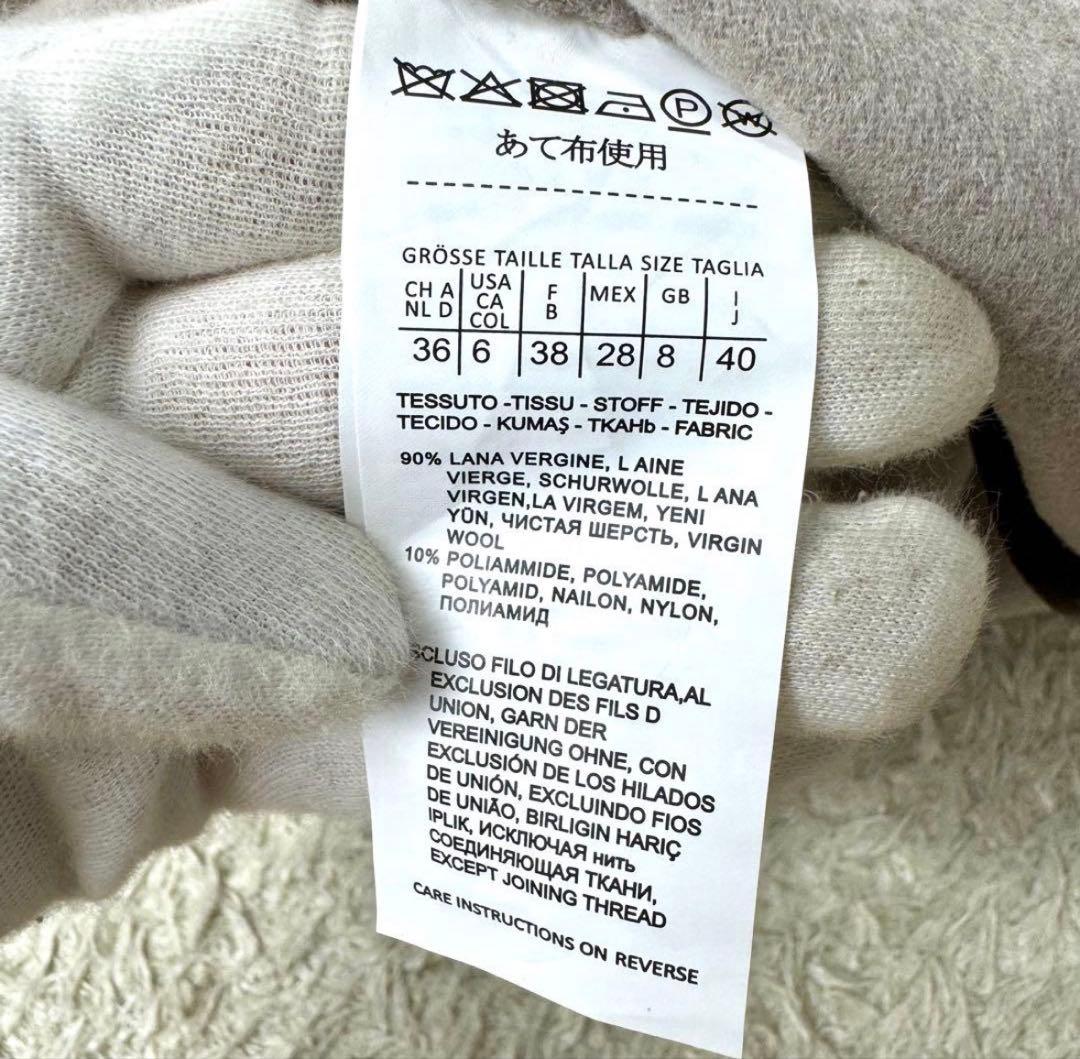 P
W
あて布使用
GRÖSSE TAILLE TALLA SIZE TAGLIA
CH A NL D USA CA COL F B MEX GB I J
36 6 38 28 8 40
TESSUTO -TISSU - STOFF - TEJIDO -
TECIDO - KUMAŞ - TKAHb - FABRIC
90% LANA VERGINE, L AINE
VIERGE, SCHURWOLLE, L ANA
VIRGEN,LA VIRGEM, YENI
YÜN, ЧИСТАЯ ШЕРСТЬ, VIRGIN
WOOL
10% POLIAMMIDE, POLYAMIDE,
POLYAMID, NAILON, NYLON,
ПОЛИАМИД
SCLUSO FILO DI LEGATURA,AL
EXCLUSION DES FILS D
UNION, GARN DER
VEREINIGUNG OHNE, CON
EXCLUSIÓN DE LOS HILADOS
DE UNIÓN, EXCLUINDO FIOS
DE UNIÃO, BIRLIGIN HARIÇ
IPLIK, ИСКЛЮЧАЯ нить
СОЕДИНЯЮЩАЯ ТКАНИ,
EXCEPT JOINING THREAD
CARE INSTRUCTIONS ON REVERSE